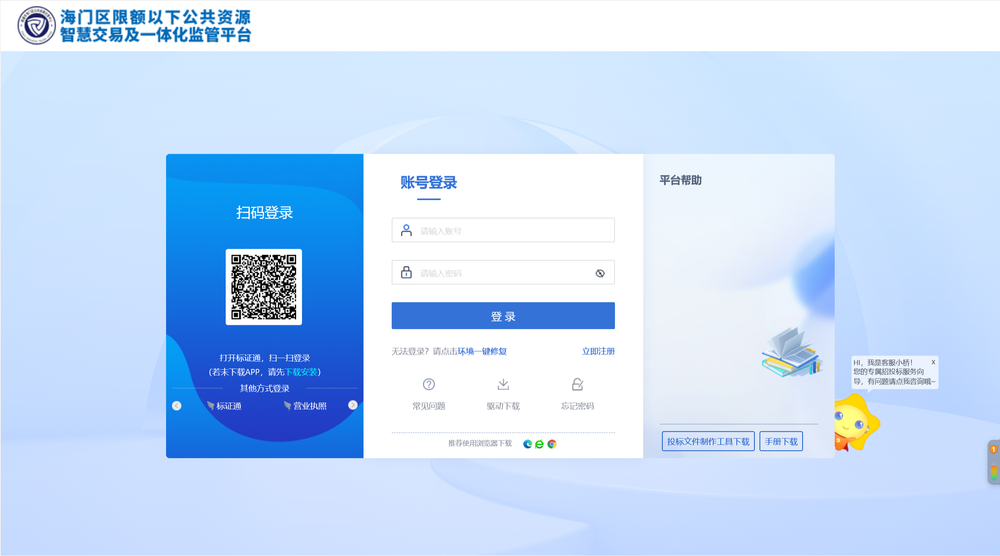 海门区限额以下公共资源
智慧交易及一体化监管平台
扫码登录
打开标证通，扫一扫登录
（若未下载APP，请先下载安装）
其他方式登录
标证通
营业执照
账号登录
请输入账号
请输入密码
登 录
无法登录？请点击环境一键修复
立即注册
常见问题
驱动下载
忘记密码
推荐使用浏览器下载
平台帮助
投标文件制作工具下载
手册下载
HI，我是客服小桥！
X
您的专属招投标服务向
导，有问题请点我咨询哦~
1